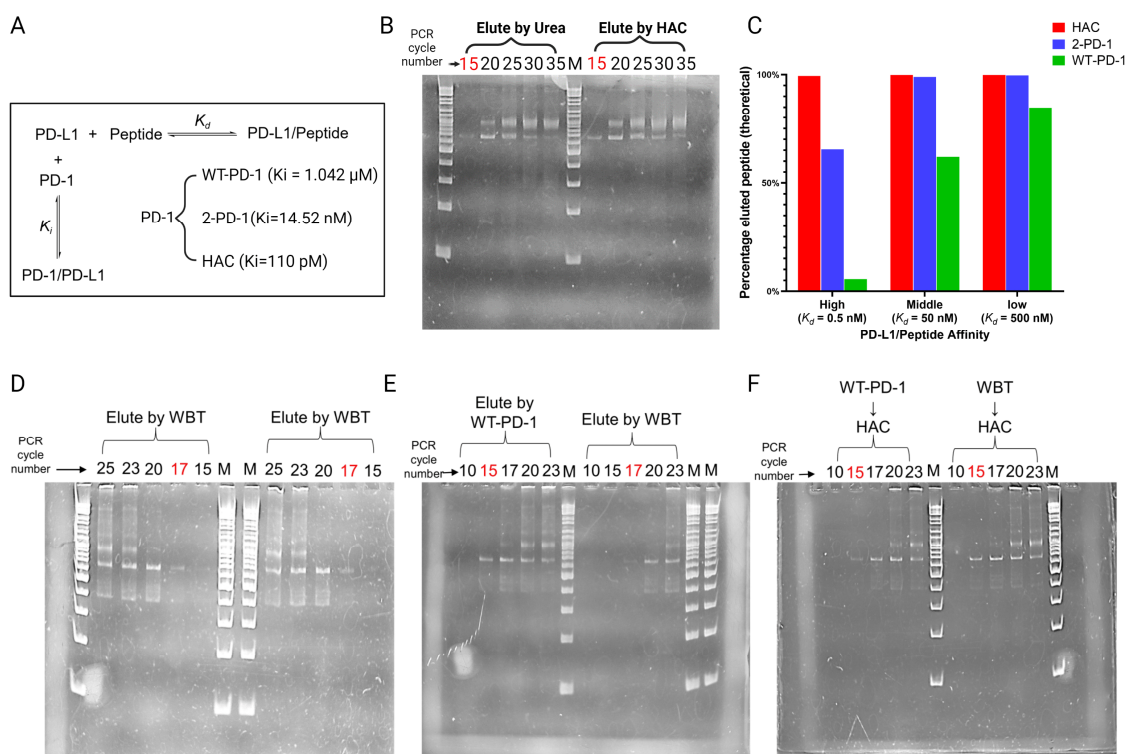 A
PD-L1 + Peptide Kd PD-L1/Peptide
+
PD-1
Ki
PD-1/PD-L1
PD-1
WT-PD-1 (Ki = 1.042 µM)
2-PD-1(Ki=14.52 nM)
HAC (Ki=110 pM)
B
Elute by Urea Elute by HAC
PCR
cycle
number
15 20 25 30 35 M 15 20 25 30 35
C
HAC
2-PD-1
WT-PD-1
Percentage eluted peptide (theoretical)
100%
50%
0%
High Middle low
(Kd = 0.5 nM) (Kd = 50 nM) (Kd = 500 nM)
PD-L1/Peptide Affinity
D
Elute by WBT Elute by WBT
PCR
cycle
number
25 23 20 17 15 M M 25 23 20 17 15
E
Elute by
WT-PD-1
Elute by WBT
PCR
cycle
number
10 15 17 20 23 M 10 15 17 20 23 M M
F
WT-PD-1 WBT
↓ ↓
HAC HAC
PCR
cycle
number
10 15 17 20 23 M 10 15 17 20 23 M